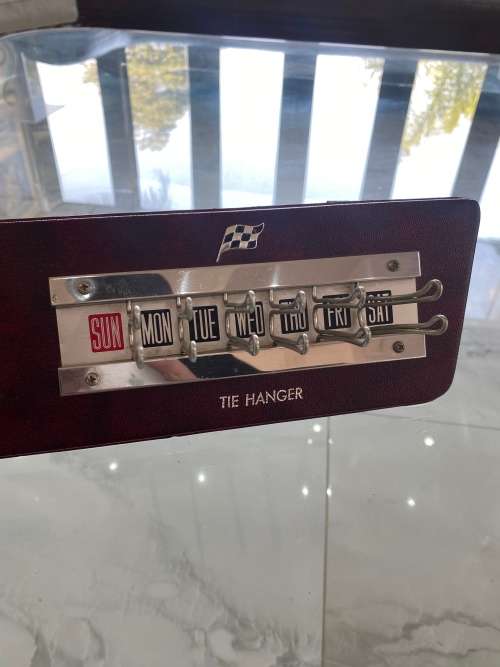 SUN MON TUE WED THU FRI SAT
TIE HANGER